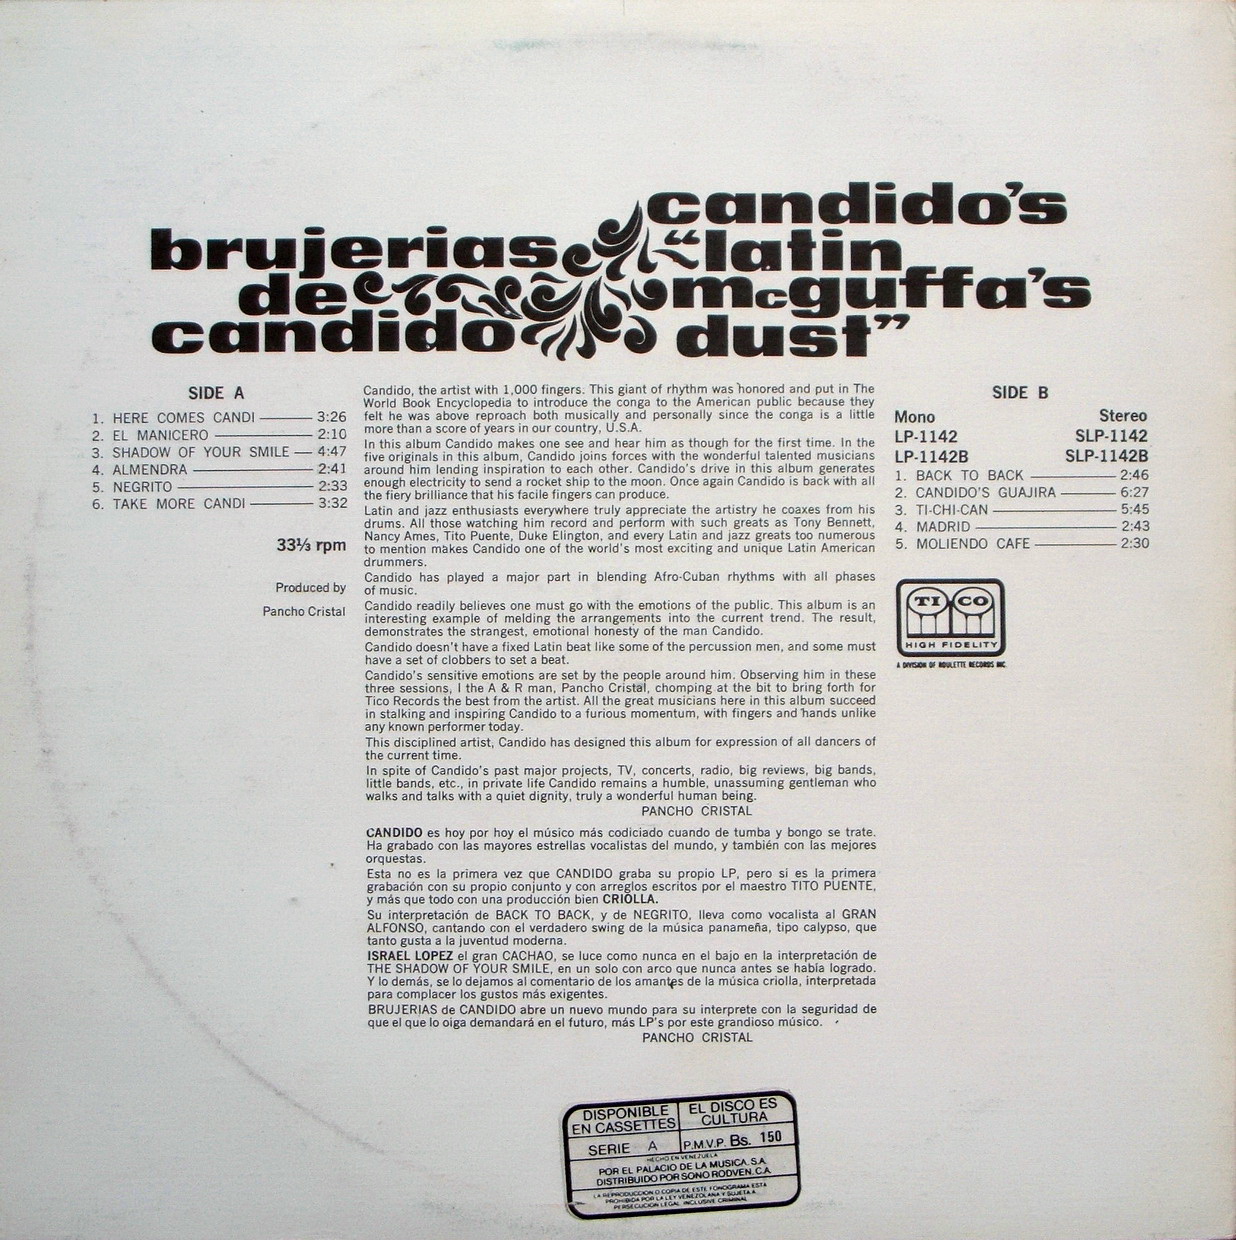 brujerias
de
candido
candido's
"latin
mcguffa's
dust"
SIDE A
1. HERE COMES CANDI 3:26
2. EL MANICERO 2:10
3. SHADOW OF YOUR SMILE 4:47
4. ALMENDRA 2:41
5. NEGRITO 2:33
6. TAKE MORE CANDI 3:32
33⅓ rpm
Produced by
Pancho Cristal
Candido, the artist with 1,000 fingers. This giant of rhythm was honored and put in The
World Book Encyclopedia to introduce the conga to the American public because they
felt he was above reproach both musically and personally since the conga is a little
more than a score of years in our country, U.S.A.
In this album Candido makes one see and hear him as though for the first time. In the
five originals in this album, Candido joins forces with the wonderful talented musicians
around him lending inspiration to each other. Candido's drive in this album generates
enough electricity to send a rocket ship to the moon. Once again Candido is back with all
the fiery brilliance that his facile fingers can produce.
Latin and jazz enthusiasts everywhere truly appreciate the artistry he coaxes from his
drums. All those watching him record and perform with such greats as Tony Bennett,
Nancy Ames, Tito Puente, Duke Elington, and every Latin and jazz greats too numerous
to mention makes Candido one of the world's most exciting and unique Latin American
drummers.
Candido has played a major part in blending Afro-Cuban rhythms with all phases
of music.
Candido readily believes one must go with the emotions of the public. This album is an
interesting example of melding the arrangements into the current trend. The result,
demonstrates the strangest, emotional honesty of the man Candido.
Candido doesn't have a fixed Latin beat like some of the percussion men, and some must
have a set of clobbers to set a beat.
Candido's sensitive emotions are set by the people around him. Observing him in these
three sessions, I the A & R man, Pancho Cristal, chomping at the bit to bring forth for
Tico Records the best from the artist. All the great musicians here in this album succeed
in stalking and inspiring Candido to a furious momentum, with fingers and hands unlike
any known performer today.
This disciplined artist, Candido has designed this album for expression of all dancers of
the current time.
In spite of Candido's past major projects, TV, concerts, radio, big reviews, big bands,
little bands, etc., in private life Candido remains a humble, unassuming gentleman who
walks and talks with a quiet dignity, truly a wonderful human being.
PANCHO CRISTAL
CANDIDO es hoy por hoy el músico más codiciado cuando de tumba y bongo se trate.
Ha grabado con las mayores estrellas vocalistas del mundo, y también con las mejores
orquestas.
Esta no es la primera vez que CANDIDO graba su propio LP, pero si es la primera
grabación con su propio conjunto y con arreglos escritos por el maestro TITO PUENTE,
y más que todo con una producción bien CRIOLLA.
Su interpretación de BACK TO BACK, y de NEGRITO, lleva como vocalista al GRAN
ALFONSO, cantando con el verdadero swing de la música panameña, tipo calypso, que
tanto gusta a la juventud moderna.
ISRAEL LOPEZ el gran CACHAO, se luce como nunca en el bajo en la interpretación de
THE SHADOW OF YOUR SMILE, en un solo con arco que nunca antes se había logrado.
Y lo demás, se lo dejamos al comentario de los amantes de la música criolla, interpretada
para complacer los gustos más exigentes.
BRUJERIAS de CANDIDO abre un nuevo mundo para su interprete con la seguridad de
que el que lo oiga demandará en el futuro, más LP's por este grandioso músico.
PANCHO CRISTAL
SIDE B
Mono Stereo
LP-1142 SLP-1142
LP-1142B SLP-1142B
1. BACK TO BACK 2:46
2. CANDIDO'S GUAJIRA 6:27
3. TI-CHI-CAN 5:45
4. MADRID 2:43
5. MOLIENDO CAFE 2:30
TICO
HIGH FIDELITY
A DIVISION OF ROULETTE RECORDS INC.
DISPONIBLE
EN CASSETTES
EL DISCO ES
CULTURA
SERIE A
P.M.V.P. Bs. 150
HECHO EN VENEZUELA
POR EL PALACIO DE LA MUSICA. S.A.
DISTRIBUIDO POR SONO RODVEN. C.A.
LA REPRODUCCION O COPIA DE ESTE FONOGRAMA ESTA
PROHIBIDA POR LA LEY VENEZOLANA Y SUJETA A
PERSECUCION LEGAL INCLUSIVE CRIMINAL